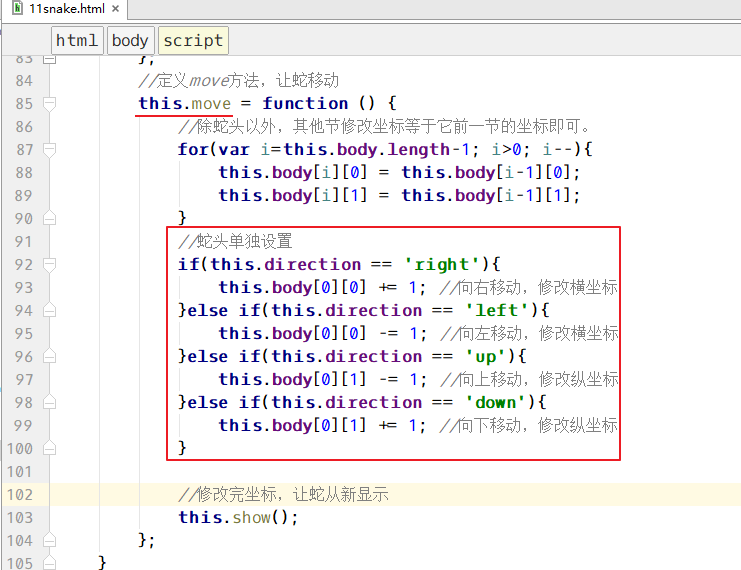 11snake.html
html body script
83 };
84 //定义move方法，让蛇移动
85 this.move = function () {
86 //除蛇头以外，其他节修改坐标等于它前一节的坐标即可。
87 for(var i=this.body.length-1; i>0; i--){
88 this.body[i][0] = this.body[i-1][0];
89 this.body[i][1] = this.body[i-1][1];
90 }
91 //蛇头单独设置
92 if(this.direction == 'right'){
93 this.body[0][0] += 1; //向右移动，修改横坐标
94 }else if(this.direction == 'left'){
95 this.body[0][0] -= 1; //向左移动，修改横坐标
96 }else if(this.direction == 'up'){
97 this.body[0][1] -= 1; //向上移动，修改纵坐标
98 }else if(this.direction == 'down'){
99 this.body[0][1] += 1; //向下移动，修改纵坐标
100 }
101
102 //修改完坐标，让蛇从新显示
103 this.show();
104 };
105 }